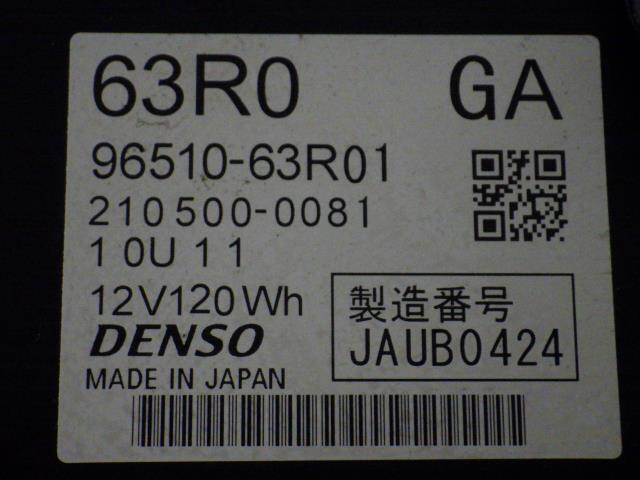 63R0 GA
96510-63R01
210500-0081
10U11
12V120Wh
DENSO
MADE IN JAPAN
製造番号
JAUB0424